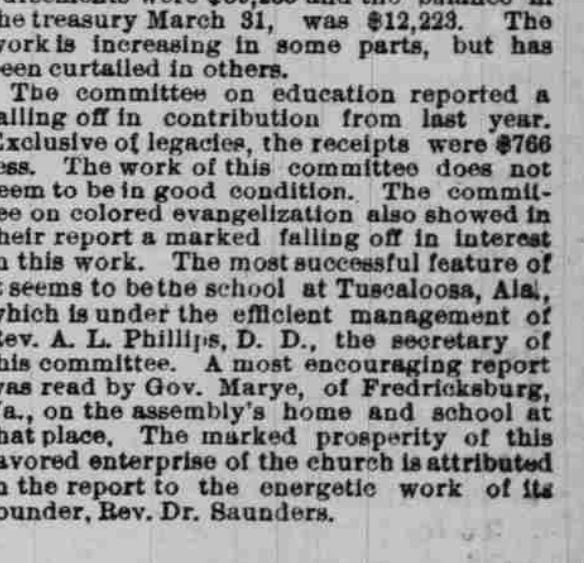 he treasury March 31, was $12,223. The
work is increasing in some parts, but has
een curtailed in others.
The committee on education reported a
alling off in contribution from last year.
Exclusive of legacies, the receipts were $766
ess. The work of this committee does not
eem to be in good condition. The commit-
ee on colored evangelization also showed in
heir report a marked falling off in interest
n this work. The most successful feature of
t seems to be the school at Tuscaloosa, Ala.,
which is under the efficient management of
Rev. A. L. Phillips, D. D., the secretary of
his committee. A most encouraging report
was read by Gov. Marye, of Fredricksburg,
Va., on the assembly's home and school at
hat place. The marked prosperity of this
avored enterprise of the church is attributed
n the report to the energetic work of its
ounder, Rev. Dr. Saunders.